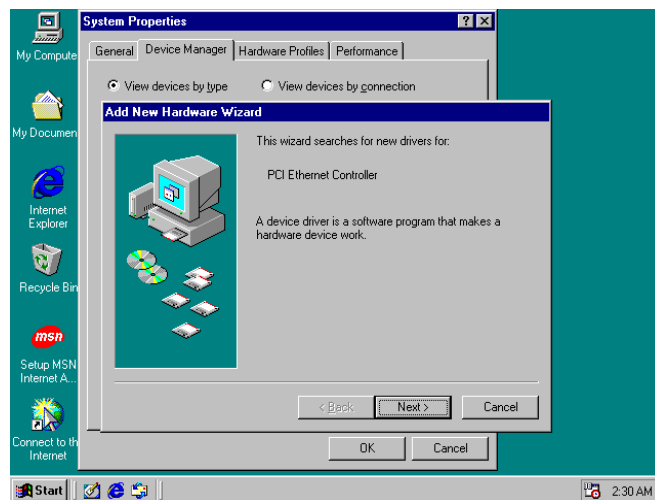 System Properties
General
Device Manager
Hardware Profiles
Performance
View devices by type
View devices by connection
Add New Hardware Wizard
This wizard searches for new drivers for:
PCI Ethernet Controller
A device driver is a software program that makes a
hardware device work.
< Back
Next >
Cancel
OK
Cancel
My Compute
My Documen
Internet
Explorer
Recycle Bin
msn
Setup MSN
Internet A...
Connect to th
Internet
Start
2:30 AM